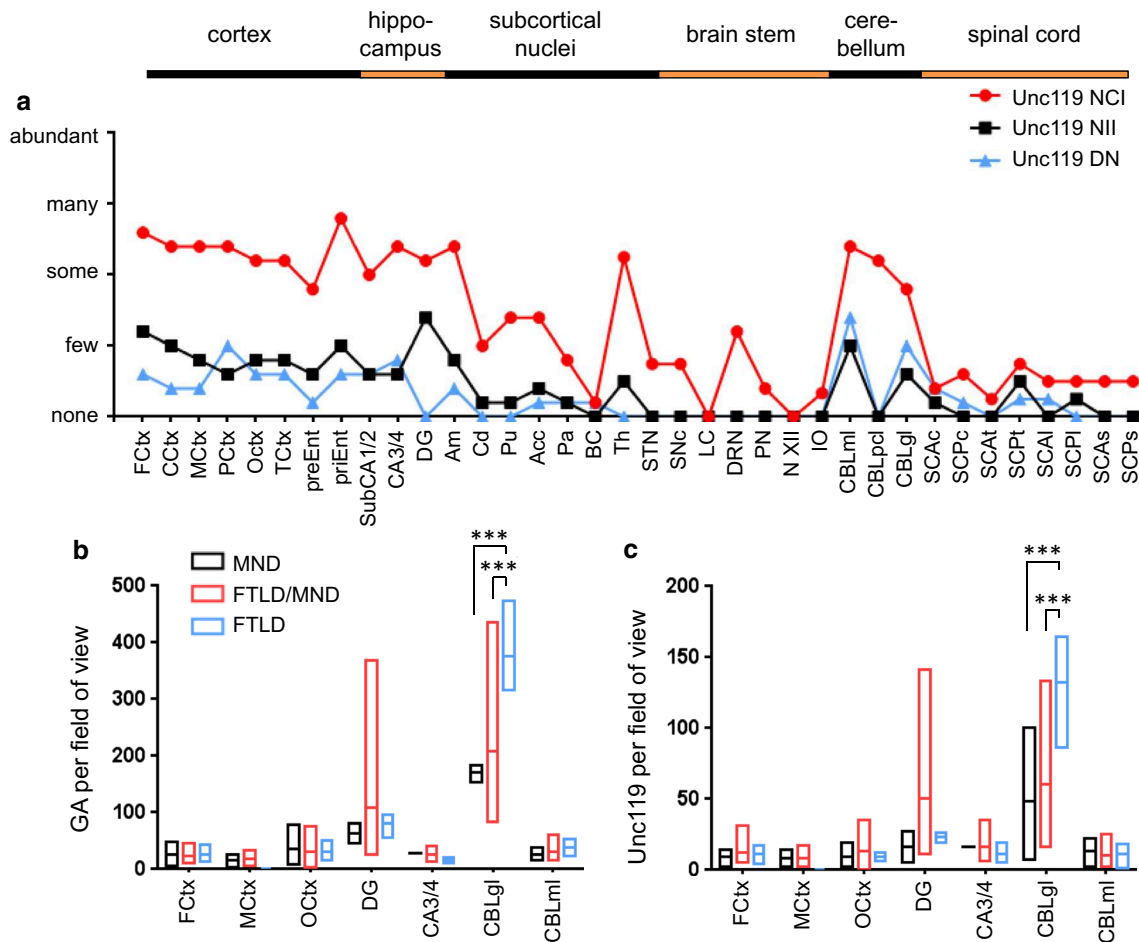 cortex
hippo-
campus
subcortical
nuclei
brain stem
cere-
bellum
spinal cord
a
Unc119 NCI
Unc119 NII
Unc119 DN
abundant
many
some
few
none
FCtx
CCtx
MCtx
PCtx
Octx
TCtx
preEnt
priEnt
SubCA1/2
CA3/4
DG
Am
Cd
Pu
Acc
Pa
BC
Th
STN
SNc
LC
DRN
PN
N XII
IO
CBLml
CBLpcl
CBLgl
SCAc
SCPc
SCAt
SCPt
SCAl
SCPl
SCAs
SCPs
b
MND
FTLD/MND
FTLD
***
***
GA per field of view
500
400
300
200
100
0
FCtx
MCtx
OCtx
DG
CA3/4
CBLgl
CBLml
c
***
***
Unc119 per field of view
200
150
100
50
0
FCtx
MCtx
OCtx
DG
CA3/4
CBLgl
CBLml